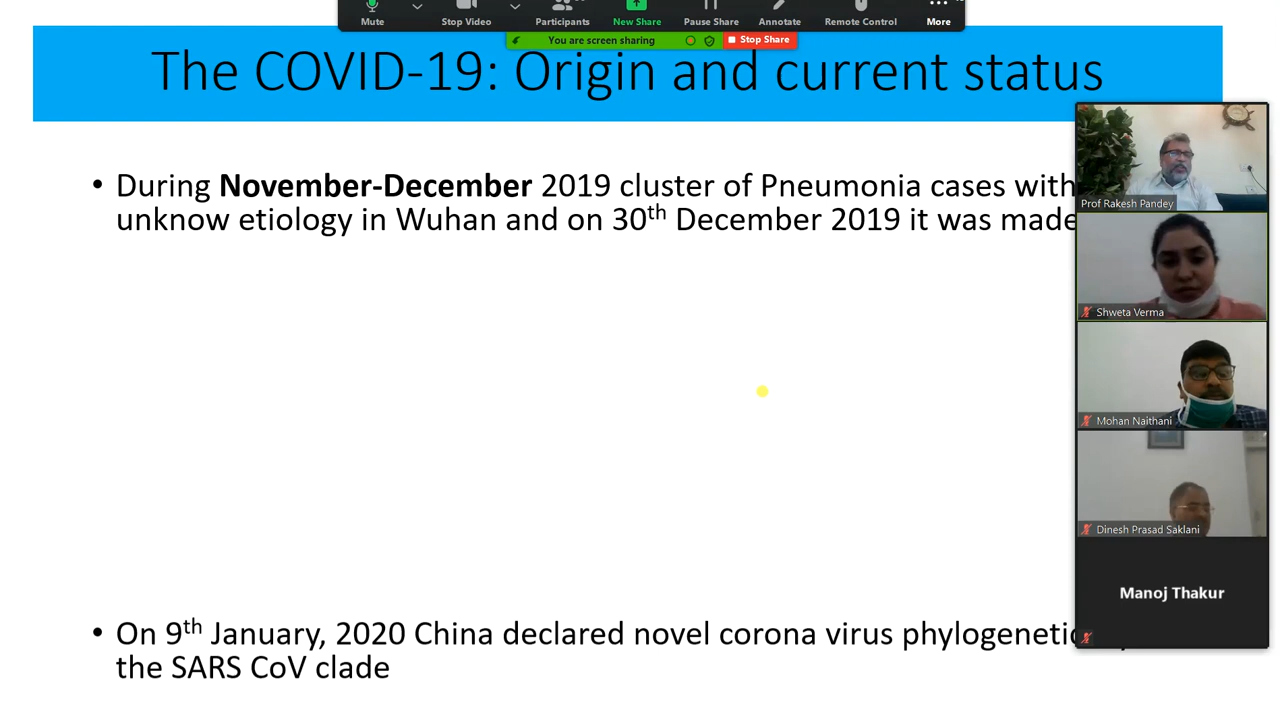 Mute
Stop Video
Participants
New Share
Pause Share
Annotate
Remote Control
More
You are screen sharing
Stop Share
The COVID-19: Origin and current status
• During November-December 2019 cluster of Pneumonia cases with
unknow etiology in Wuhan and on 30th December 2019 it was made
• On 9th January, 2020 China declared novel corona virus
the SARS CoV clade
Prof Rakesh Pandey
Shweta Verma
Mohan Naithani
Dinesh Prasad Saklani
Manoj Thakur